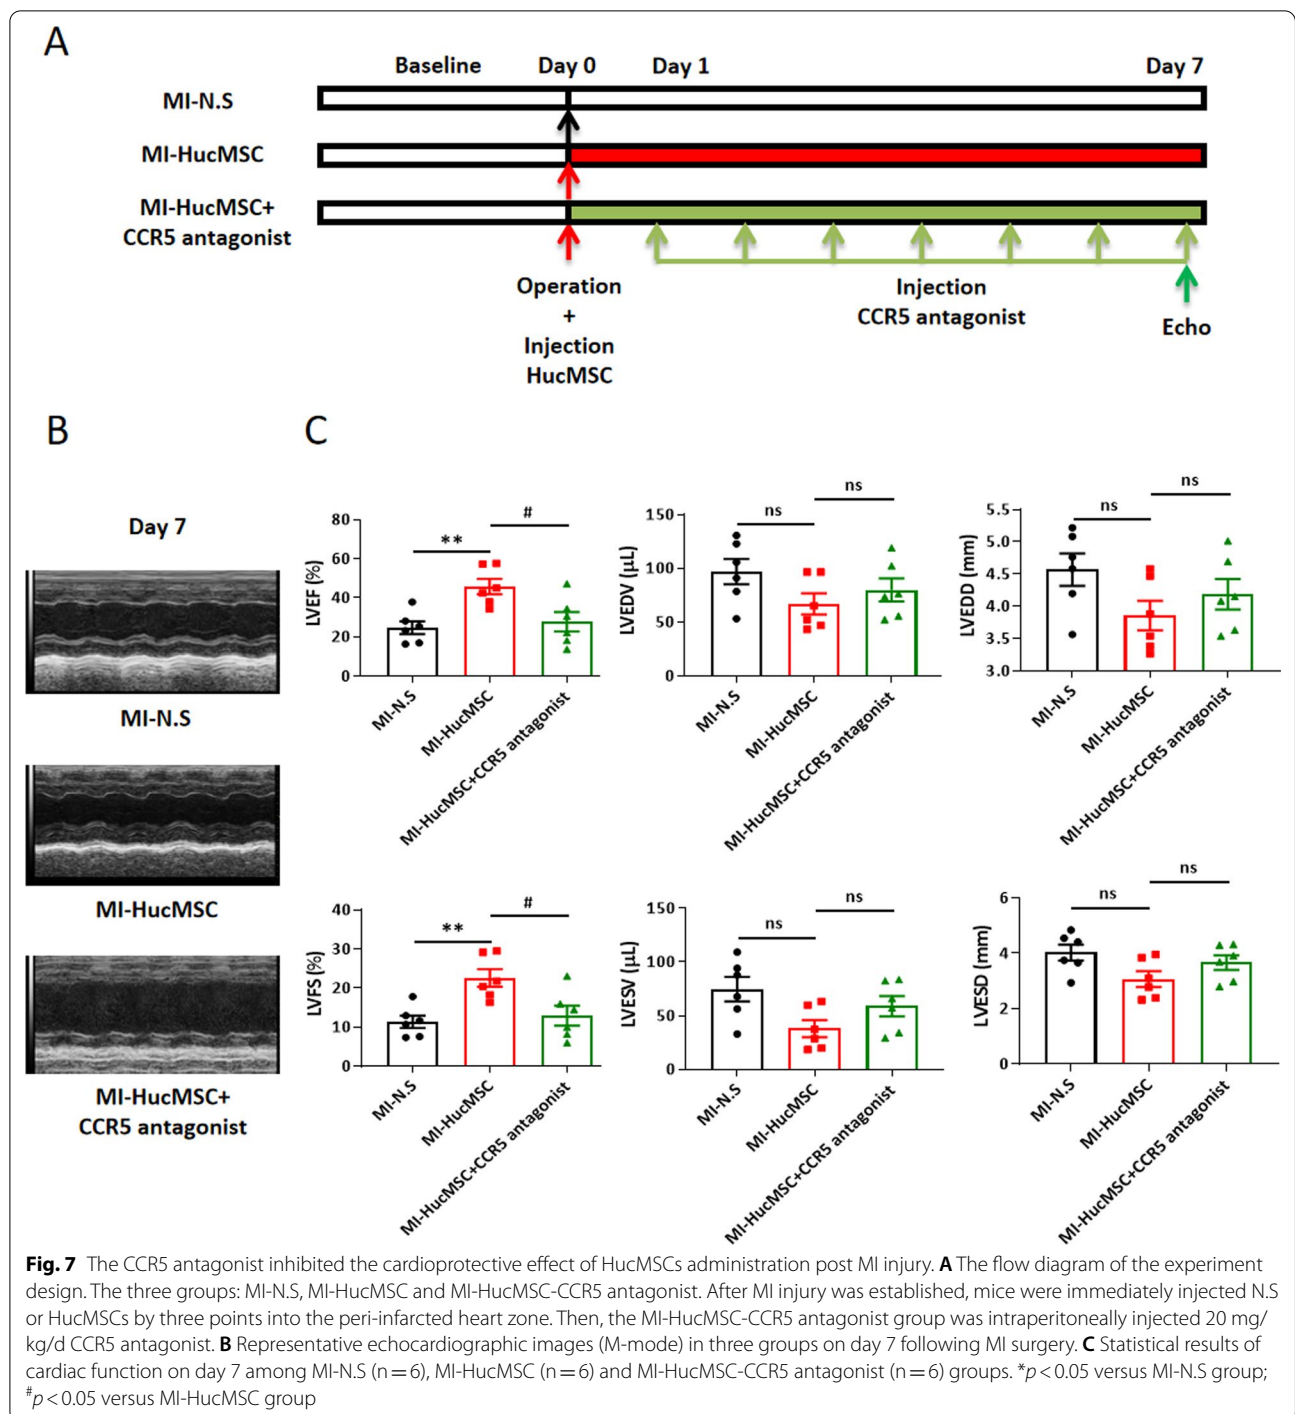 A
Baseline
Day 0
Day 1
Day 7
MI-N.S
MI-HucMSC
MI-HucMSC+
CCR5 antagonist
Operation
+
Injection
HucMSC
Injection
CCR5 antagonist
Echo
B
Day 7
MI-N.S
MI-HucMSC
MI-HucMSC+
CCR5 antagonist
C
LVEF (%)
80
60
40
20
0
**
#
MI-N.S
MI-HucMSC
MI-HucMSC+CCR5 antagonist
LVEDV (μL)
150
100
50
0
ns
ns
MI-N.S
MI-HucMSC
MI-HucMSC+CCR5 antagonist
LVEDD (mm)
5.5
5.0
4.5
4.0
3.5
3.0
ns
ns
MI-N.S
MI-HucMSC
MI-HucMSC+CCR5 antagonist
LVFS (%)
40
30
20
10
0
**
#
MI-N.S
MI-HucMSC
MI-HucMSC+CCR5 antagonist
LVESV (μL)
150
100
50
0
ns
ns
MI-N.S
MI-HucMSC
MI-HucMSC+CCR5 antagonist
LVESD (mm)
6
4
2
0
ns
ns
MI-N.S
MI-HucMSC
MI-HucMSC+CCR5 antagonist
Fig. 7 The CCR5 antagonist inhibited the cardioprotective effect of HucMSCs administration post MI injury. A The flow diagram of the experiment
design. The three groups: MI-N.S, MI-HucMSC and MI-HucMSC-CCR5 antagonist. After MI injury was established, mice were immediately injected N.S
or HucMSCs by three points into the peri-infarcted heart zone. Then, the MI-HucMSC-CCR5 antagonist group was intraperitoneally injected 20 mg/
kg/d CCR5 antagonist. B Representative echocardiographic images (M-mode) in three groups on day 7 following MI surgery. C Statistical results of
cardiac function on day 7 among MI-N.S (n = 6), MI-HucMSC (n = 6) and MI-HucMSC-CCR5 antagonist (n = 6) groups. *p < 0.05 versus MI-N.S group;
#p < 0.05 versus MI-HucMSC group